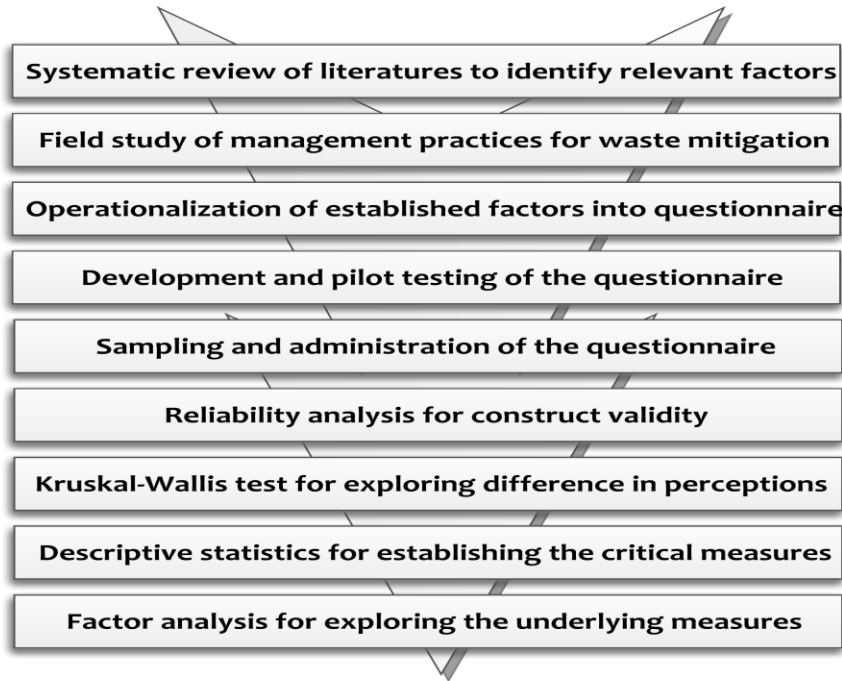 Systematic review of literatures to identify relevant factors
Field study of management practices for waste mitigation
Operationalization of established factors into questionnaire
Development and pilot testing of the questionnaire
Sampling and administration of the questionnaire
Reliability analysis for construct validity
Kruskal-Wallis test for exploring difference in perceptions
Descriptive statistics for establishing the critical measures
Factor analysis for exploring the underlying measures